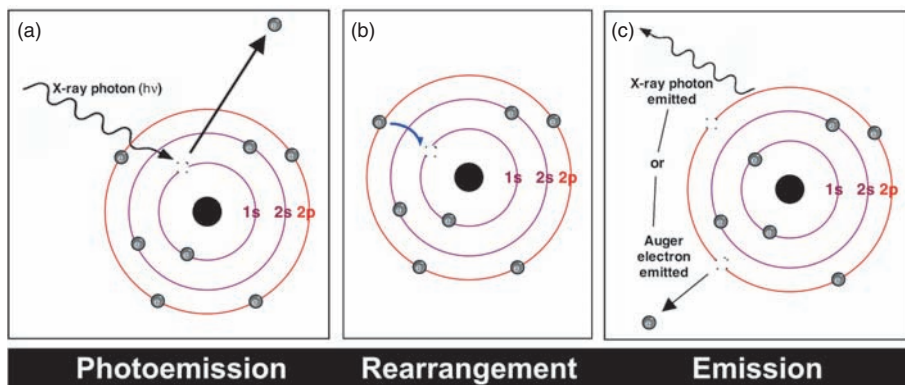 (a)
X-ray photon (hν)
1s 2s 2p
Photoemission
(b)
1s 2s 2p
Rearrangement
(c)
X-ray photon
emitted
or
Auger
electron
emitted
1s 2s 2p
Emission